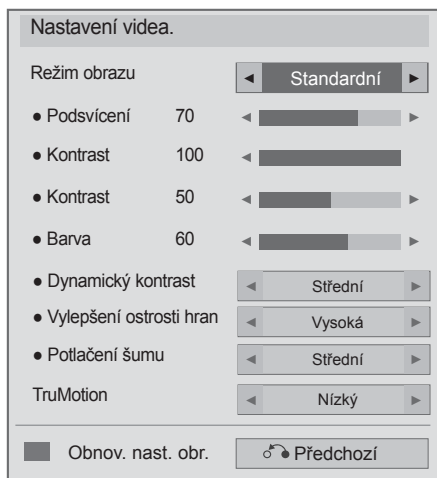 Nastavení videa.
Režim obrazu ◄ Standardní ►
● Podsvícení 70 ◄ ►
● Kontrast 100 ◄
● Kontrast 50 ◄ ►
● Barva 60 ◄ ►
● Dynamický kontrast ◄ Střední ►
● Vylepšení ostrosti hran ◄ Vysoká ►
● Potlačení šumu ◄ Střední ►
TruMotion ◄ Nízký ►
Obnov. nast. obr. Předchozí